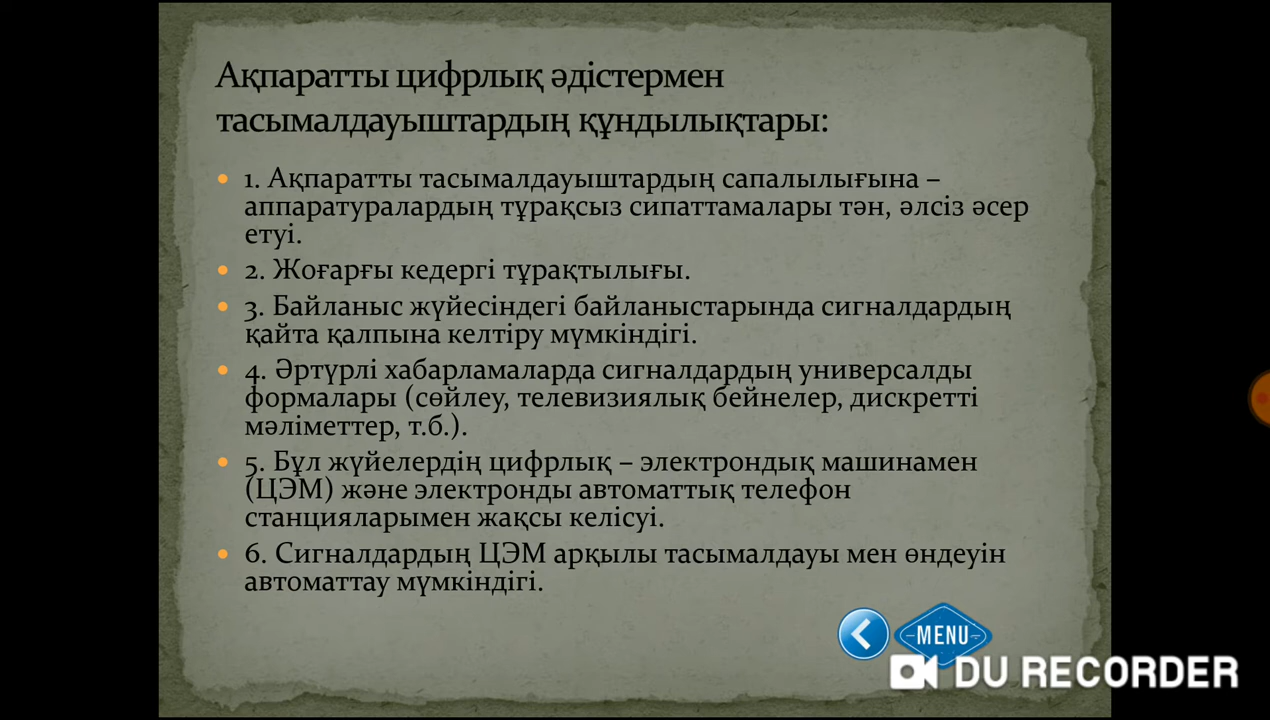 Ақпаратты цифрлық әдістермен
тасымалдауыштардың құндылықтары:
1. Ақпаратты тасымалдауыштардың сапалылығына –
аппаратуралардың тұрақсыз сипаттамалары тән, әлсіз әсер
етуі.
2. Жоғарғы кедергі тұрақтылығы.
3. Байланыс жүйесіндегі байланыстарында сигналдардың
қайта қалпына келтіру мүмкіндігі.
4. Әртүрлі хабарламаларда сигналдардың универсалды
формалары (сөйлеу, телевизиялық бейнелер, дискретті
мәліметтер, т.б.).
5. Бұл жүйелердің цифрлық – электрондық машинамен
(ЦЭМ) және электронды автоматтық телефон
станцияларымен жақсы келісуі.
6. Сигналдардың ЦЭМ арқылы тасымалдауы мен өндеуін
автоматтау мүмкіндігі.
MENU
DU RECORDER